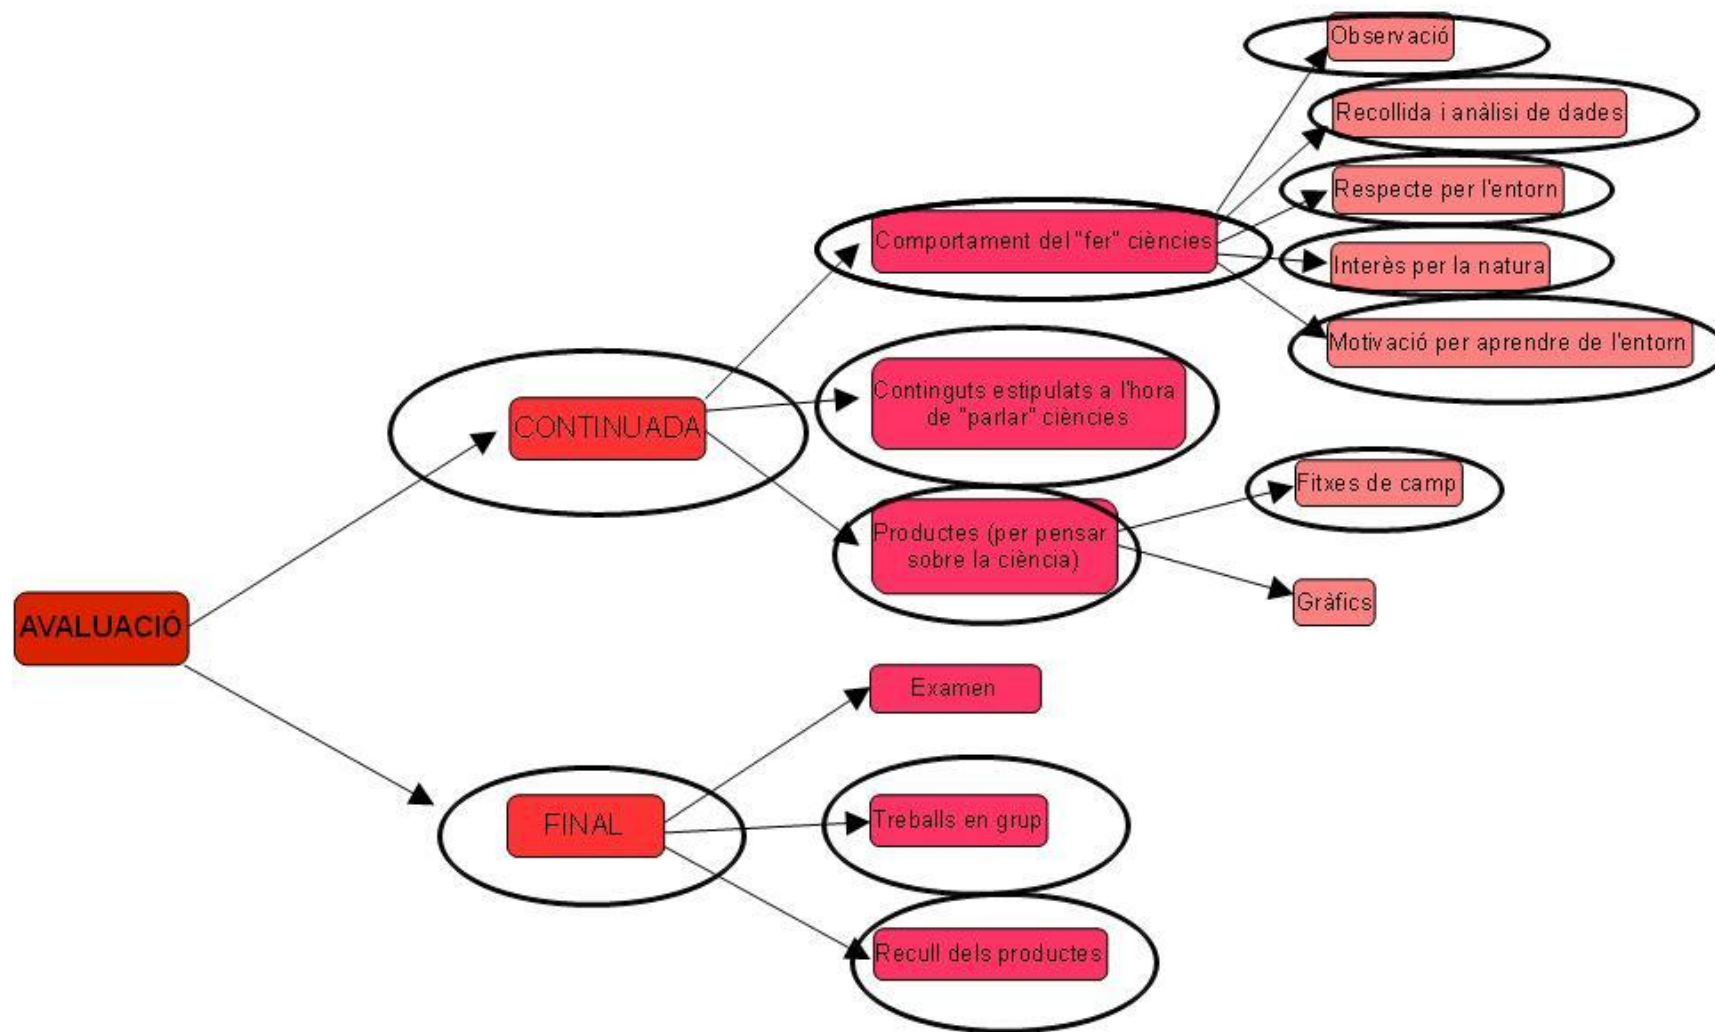 Observació
Recollida i anàlisi de dades
Respecte per l'entorn
Comportament del "fer" ciències
Interès per la natura
Motivació per aprendre de l'entorn
Continguts estipulats a l'hora
de "parlar" ciències
CONTINUADA
Fitxes de camp
Productes (per pensar
sobre la ciència)
Gràfics
AVALUACIÓ
Examen
FINAL
Treballs en grup
Recull dels productes